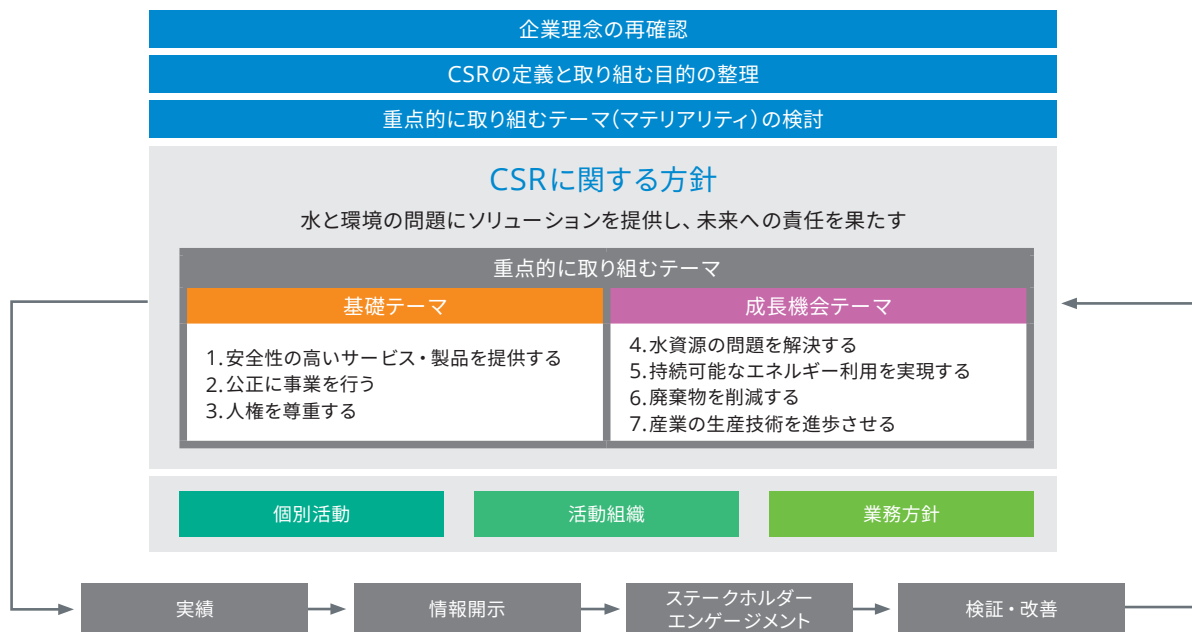 企業理念の再確認
CSRの定義と取り組む目的の整理
重点的に取り組むテーマ(マテリアリティ)の検討
CSRに関する方針
水と環境の問題にソリューションを提供し、未来への責任を果たす
重点的に取り組むテーマ
基礎テーマ
1.安全性の高いサービス・製品を提供する
2.公正に事業を行う
3.人権を尊重する
成長機会テーマ
4.水資源の問題を解決する
5.持続可能なエネルギー利用を実現する
6.廃棄物を削減する
7.産業の生産技術を進歩させる
個別活動
活動組織
業務方針
実績
情報開示
ステークホルダー
エンゲージメント
検証・改善